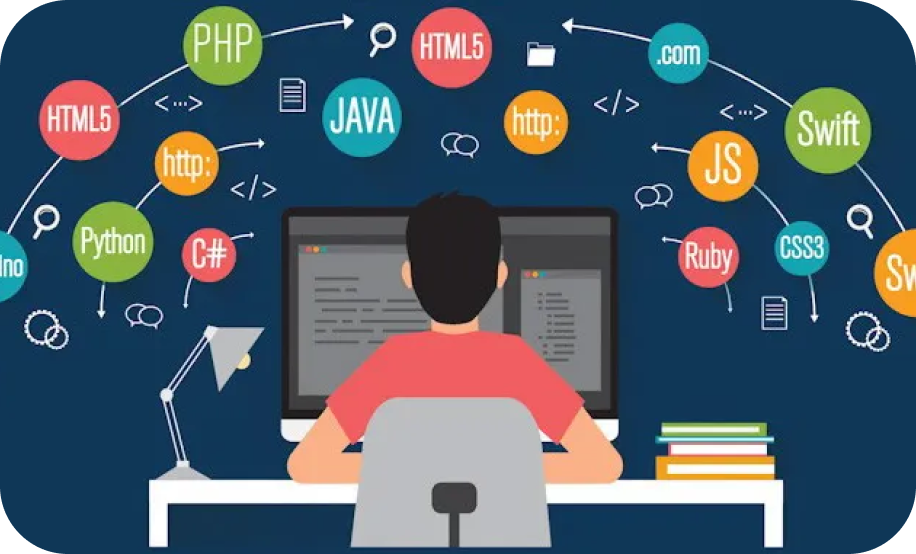 PHP
HTML5
.com
HTML5
JAVA
http:
Swift
<...>
</>
<...>
http:
JS
</>
Python
C#
Ruby
CSS3